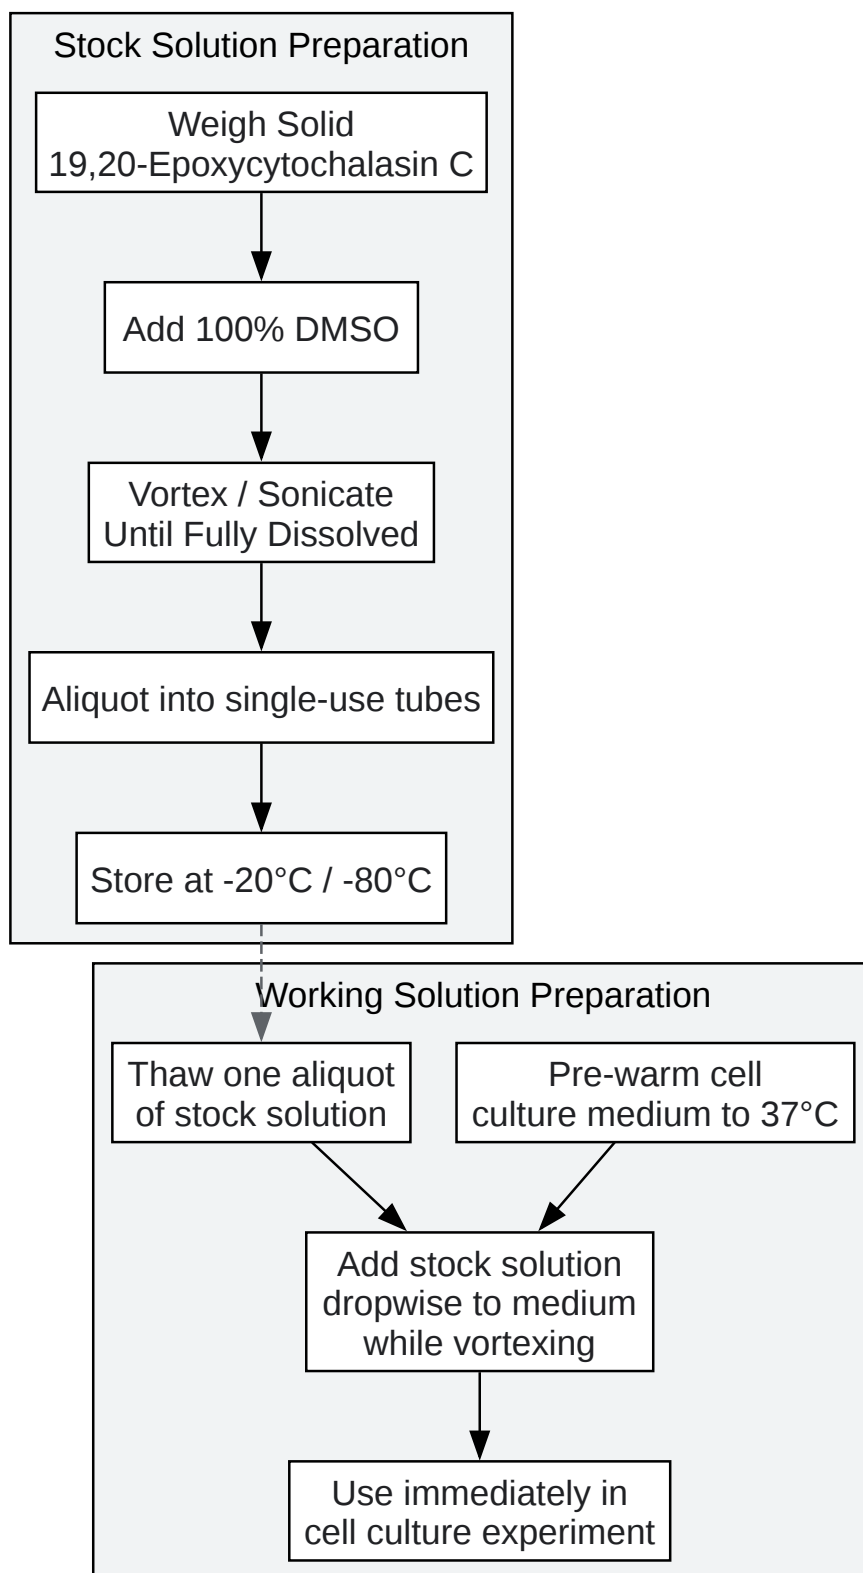 Stock Solution Preparation
Weigh Solid
19,20-Epoxycytochalasin C
Add 100% DMSO
Vortex / Sonicate
Until Fully Dissolved
Aliquot into single-use tubes
Store at -20°C / -80°C
Working Solution Preparation
Thaw one aliquot
of stock solution
Pre-warm cell
culture medium to 37°C
Add stock solution
dropwise to medium
while vortexing
Use immediately in
cell culture experiment